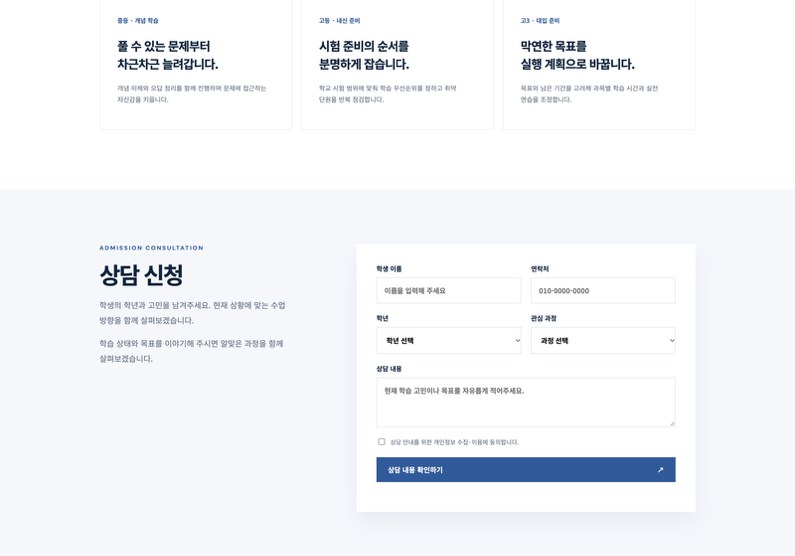 중등 · 개념 학습
풀 수 있는 문제부터
차근차근 늘려갑니다.
개념 이해와 오답 정리를 함께 진행하며 문제에 접근하는
자신감을 키웁니다.
고등 · 내신 준비
시험 준비의 순서를
분명하게 잡습니다.
학교 시험 범위에 맞춰 학습 우선순위를 정하고 취약
단원을 반복 점검합니다.
고3 · 대입 준비
막연한 목표를
실행 계획으로 바꿉니다.
목표와 남은 기간을 고려해 과목별 학습 시간과 실전
연습을 조정합니다.
ADMISSION CONSULTATION
상담 신청
학생의 학년과 고민을 남겨주세요. 현재 상황에 맞는 수업
방향을 함께 살펴보겠습니다.
학습 상태와 목표를 이야기해 주시면 알맞은 과정을 함께
살펴보겠습니다.
학생 이름
이름을 입력해 주세요
연락처
010-0000-0000
학년
학년 선택
관심 과정
과정 선택
상담 내용
현재 학습 고민이나 목표를 자유롭게 적어주세요.
상담 안내를 위한 개인정보 수집·이용에 동의합니다.
상담 내용 확인하기 ↗